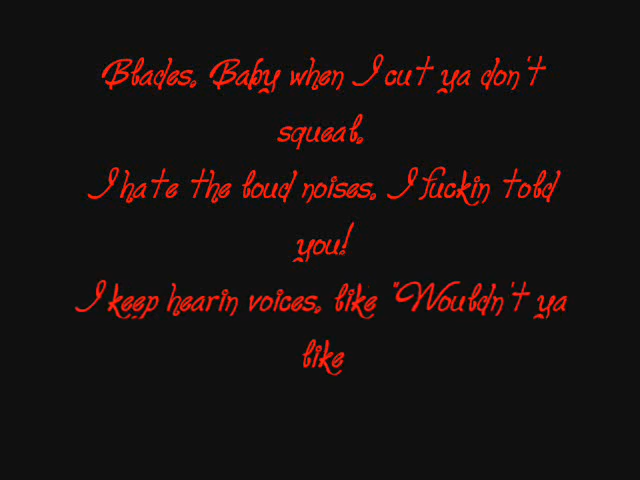 Blades. Baby when I cut ya don't
squeal.
I hate the loud noises. I fuckin told
you!
I keep hearin voices. like "Wouldn't ya
like